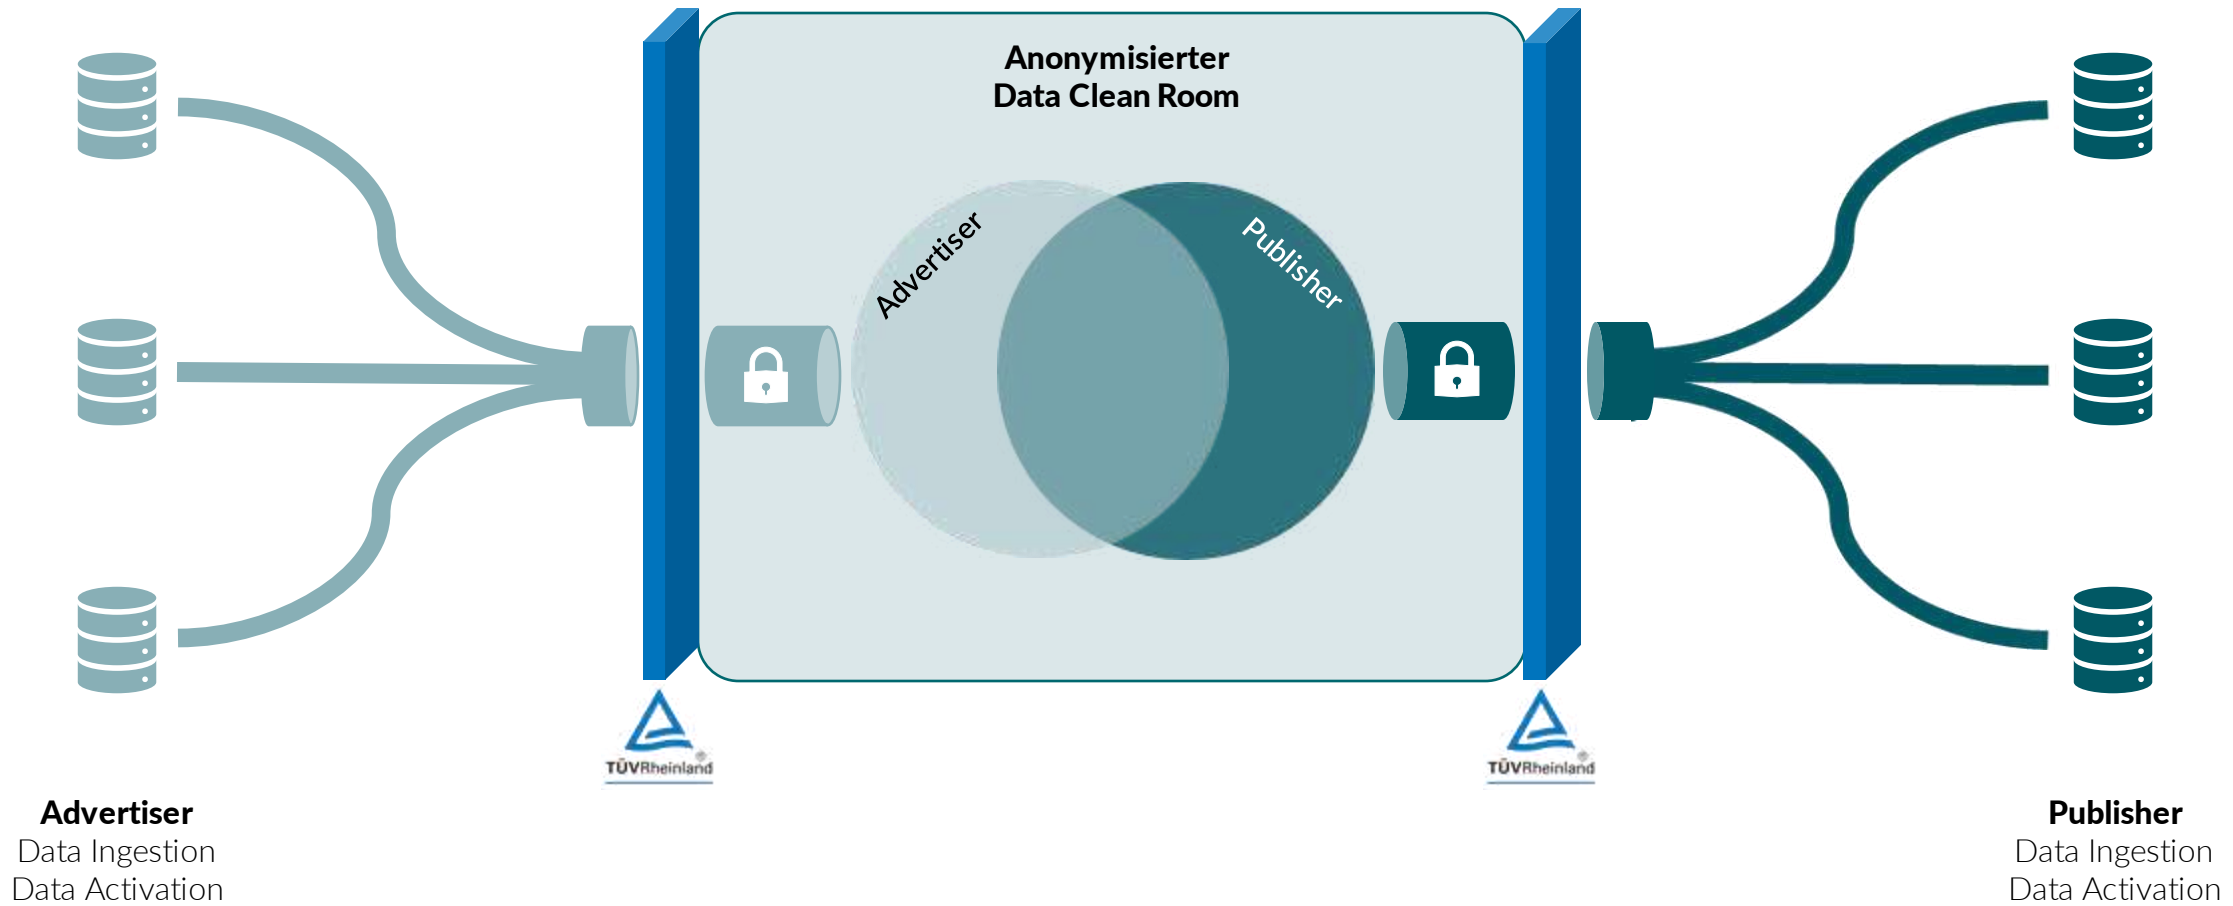 Anonymisierter
Data Clean Room
Advertiser
Publisher
TÜVRheinland
®
TÜVRheinland
®
Advertiser
Data Ingestion
Data Activation
Publisher
Data Ingestion
Data Activation